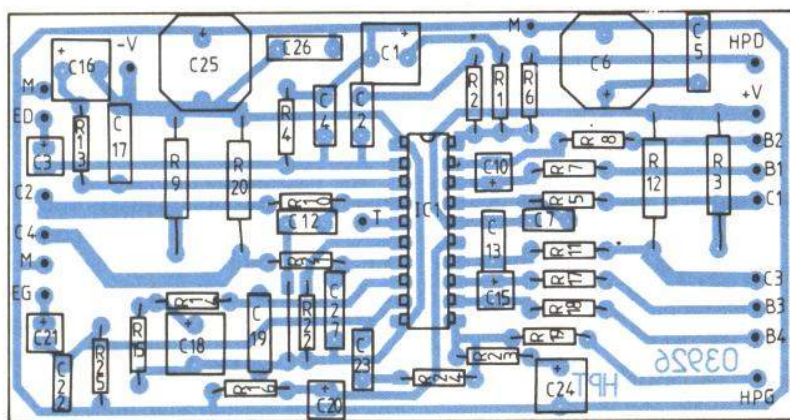 M
-V
C16
C25
C26
C1
C6
C5
HPD
M
ED
+V
R13
C17
R4
C4
C2
R2
R1
R6
C3
R8
B2
R9
R20
C10
R7
B1
R12
R3
C2
R10
R5
C1
C12
T
IC1
C7
C4
C13
R11
M
C15
R17
C3
EG
R18
B3
C21
C18
C19
R22
C27
R19
B4
C22
R25
C23
R23
R16
C20
R24
C24
HPT
03926
HPG